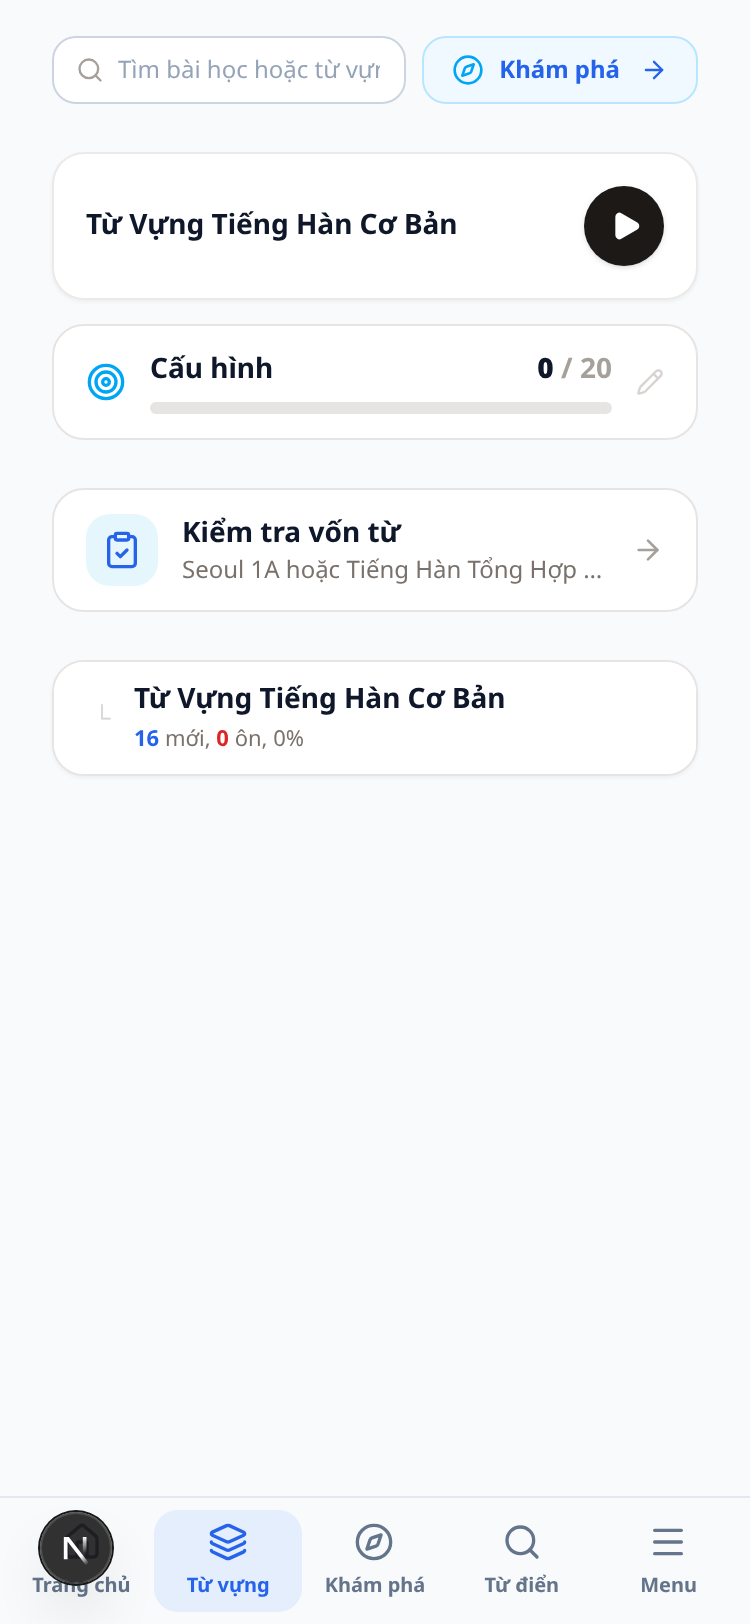 Tìm bài học hoặc từ vựn
Khám phá
Từ Vựng Tiếng Hàn Cơ Bản
Cấu hình
0 / 20
Kiểm tra vốn từ
Seoul 1A hoặc Tiếng Hàn Tổng Hợp ...
Từ Vựng Tiếng Hàn Cơ Bản
16 mới, 0 ôn, 0%
N
Trang chủ
Từ vựng
Khám phá
Từ điển
Menu